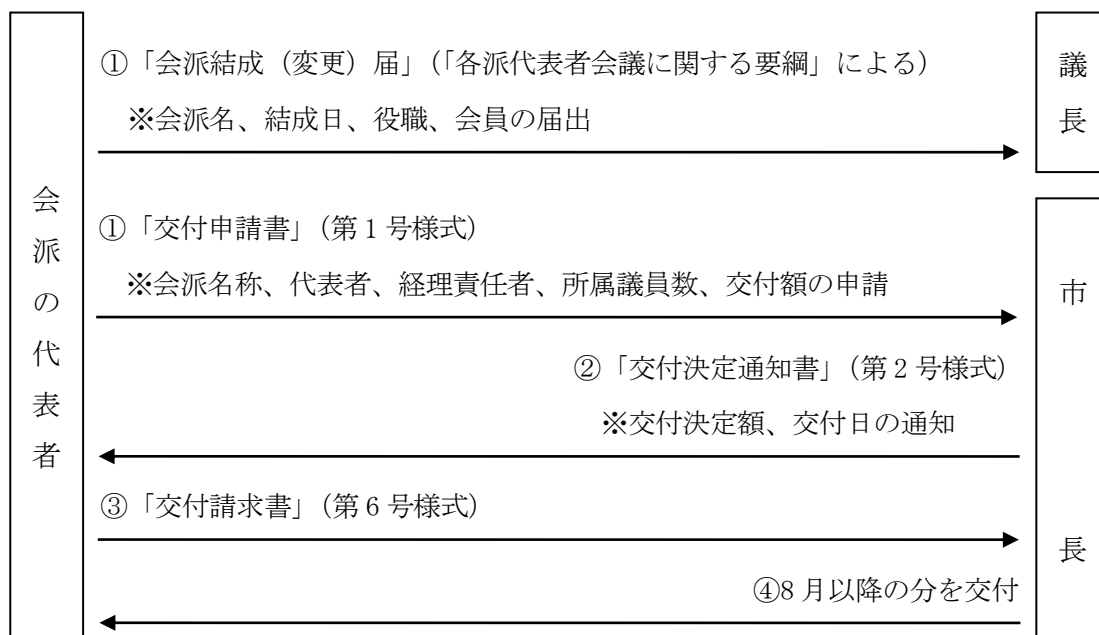 ①「会派結成（変更）届」（「各派代表者会議に関する要綱」による）
※会派名、結成日、役職、会員の届出
議長
会派の代表者
①「交付申請書」（第1号様式）
※会派名称、代表者、経理責任者、所属議員数、交付額の申請
市長
②「交付決定通知書」（第2号様式）
※交付決定額、交付日の通知
③「交付請求書」（第6号様式）
④8月以降の分を交付